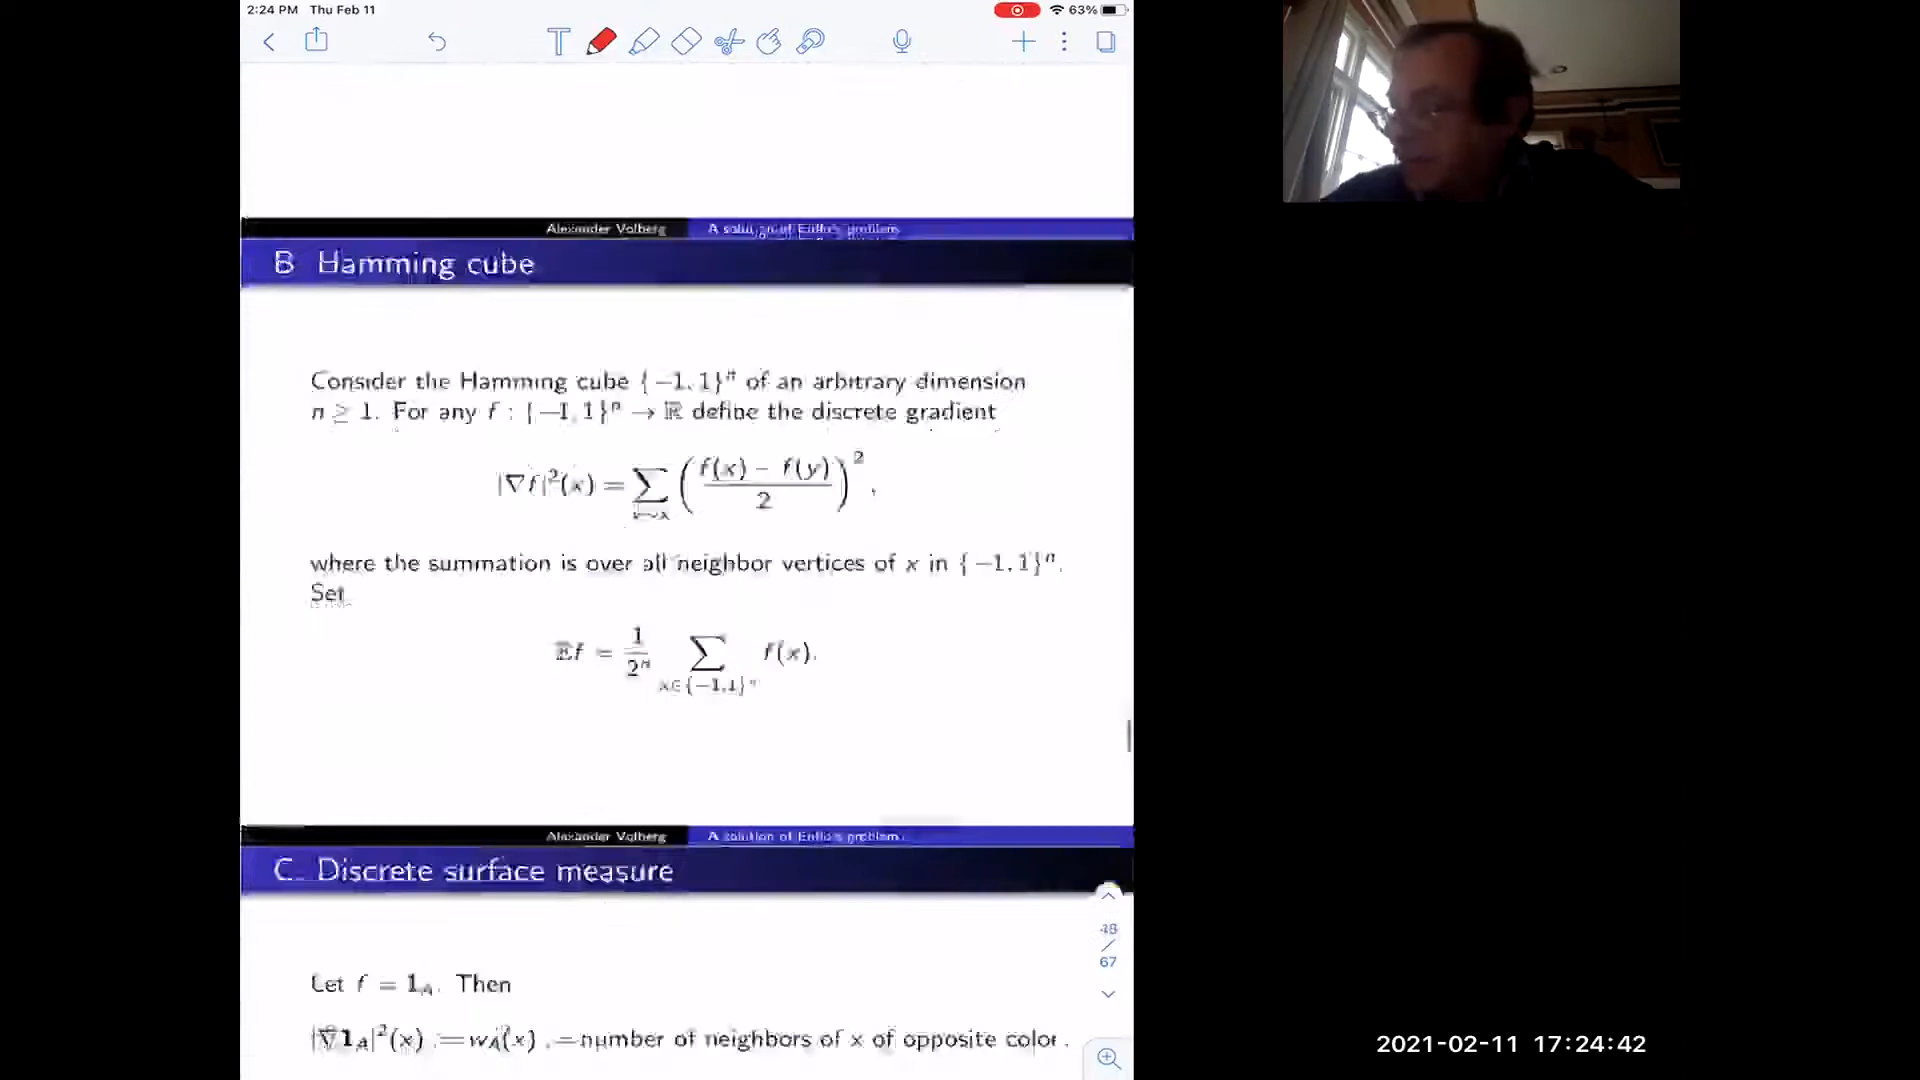 2:24 PM Thu Feb 11
63%
Alexander Volberg A solution of Enflo's problem
B Hamming cube
Consider the Hamming cube {−1, 1}ⁿ of an arbitrary dimension
n ≥ 1. For any f : {−1, 1}ⁿ → ℝ define the discrete gradient
|∇f|²(x) = ∑_{y∼x} ( (f(x) − f(y)) / 2 )² ,
where the summation is over all neighbor vertices of x in {−1, 1}ⁿ.
Set
𝔼f = 1/2ⁿ ∑_{x∈{−1,1}ⁿ} f(x).
Alexander Volberg A solution of Enflo's problem
C. Discrete surface measure
48
/
67
Let f = 1_A. Then
|∇1_A|²(x) := w_A(x) := number of neighbors of x of opposite color .
2021-02-11 17:24:42